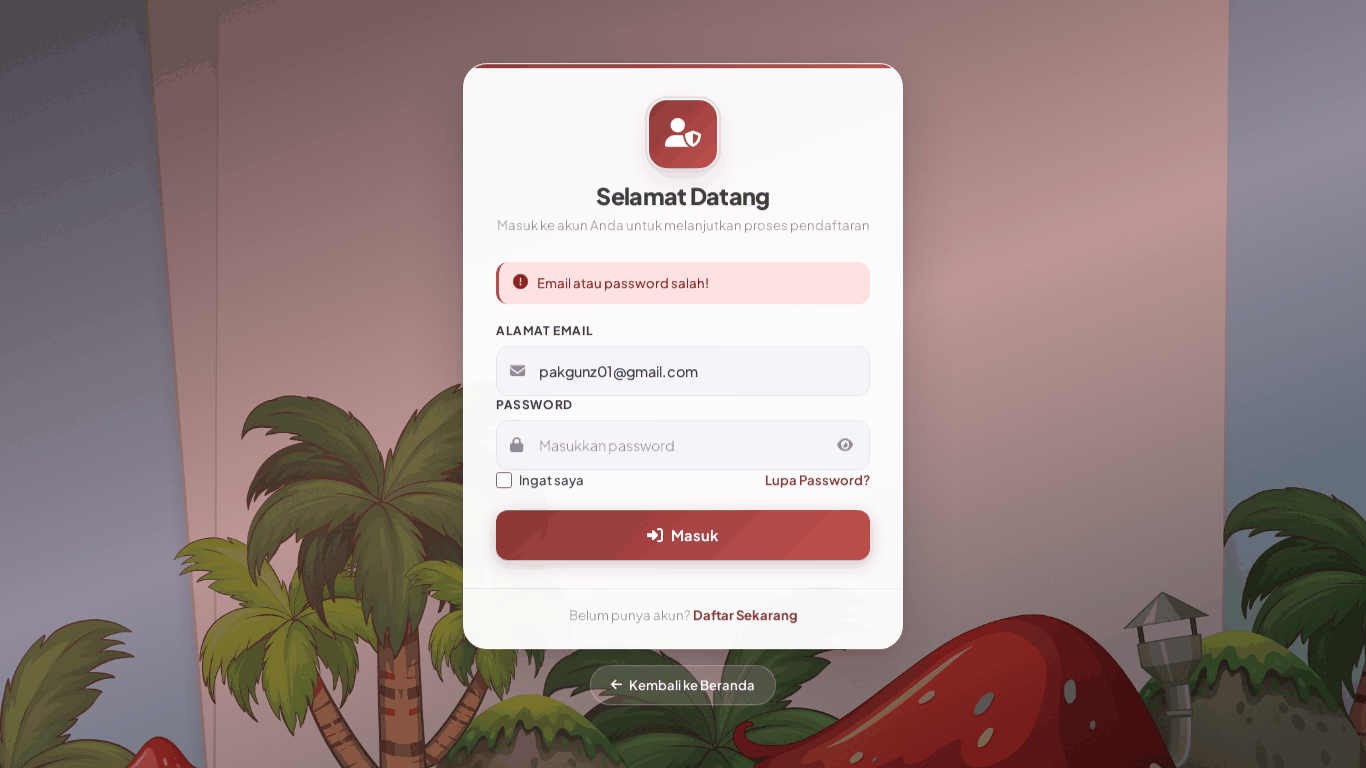 Selamat Datang
Masuk ke akun Anda untuk melanjutkan proses pendaftaran
Email atau password salah!
ALAMAT EMAIL
pakgunz01@gmail.com
PASSWORD
Masukkan password
Ingat saya
Lupa Password?
Masuk
Belum punya akun? Daftar Sekarang
Kembali ke Beranda